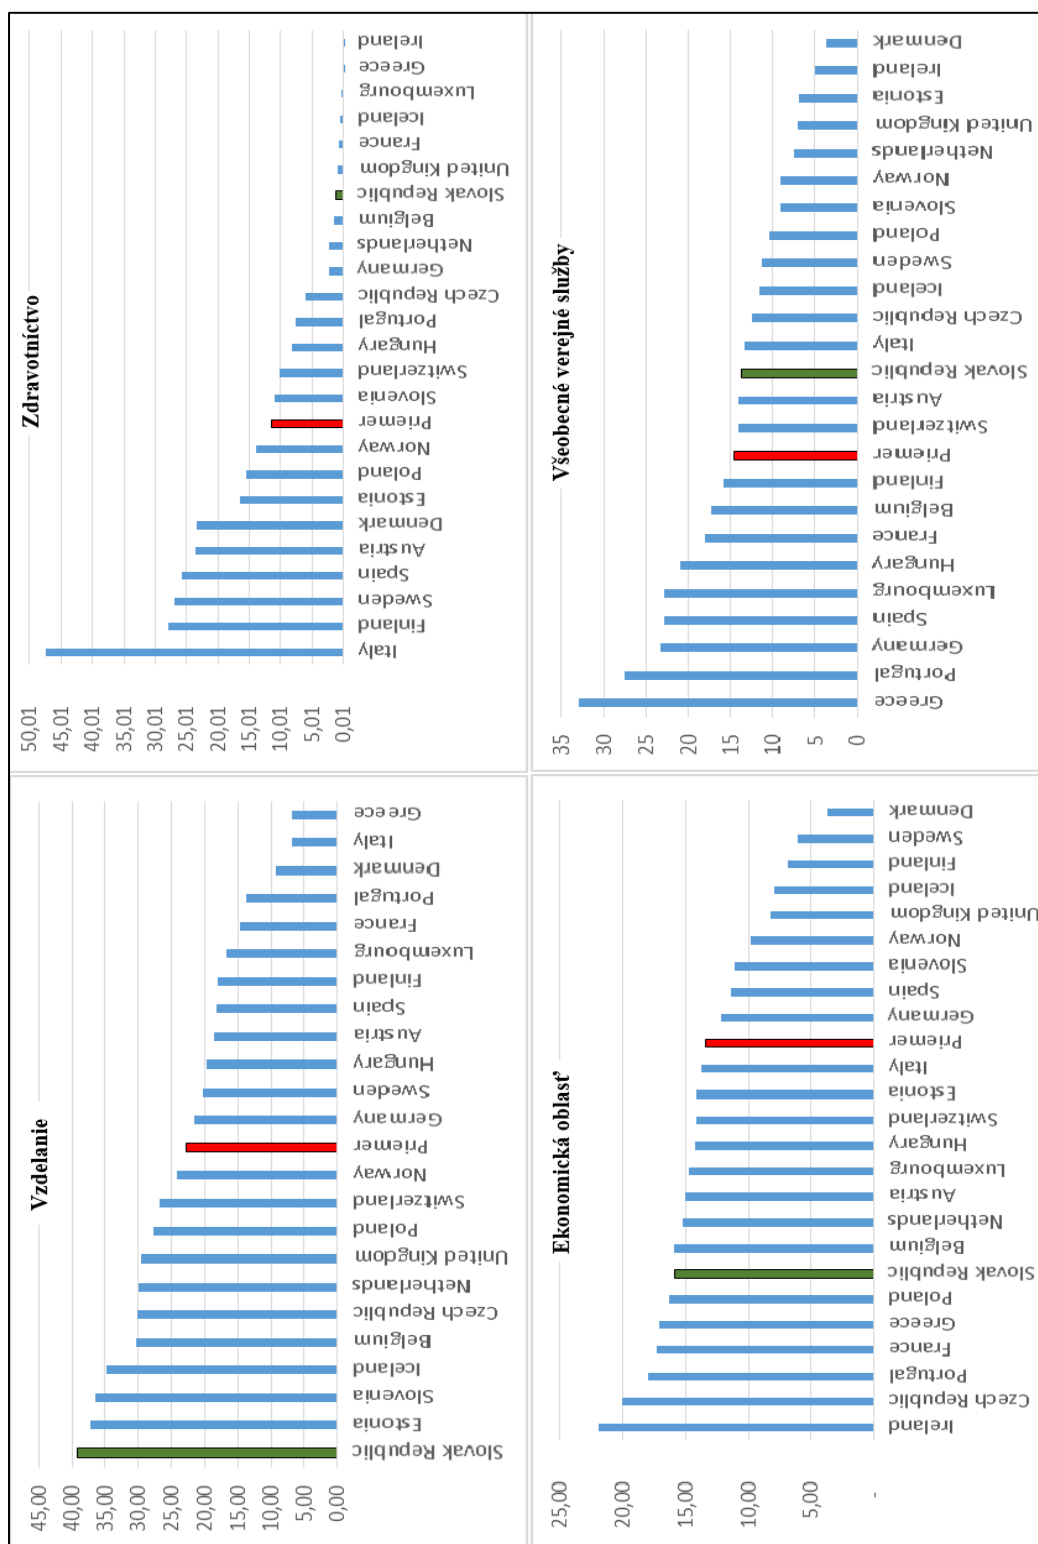 Vzdelanie
45,00
40,00
35,00
30,00
25,00
20,00
15,00
10,00
5,00
0,00
Slovak Republic
Estonia
Slovenia
Iceland
Belgium
Czech Republic
Netherlands
United Kingdom
Poland
Switzerland
Norway
Priemer
Germany
Sweden
Hungary
Austria
Spain
Finland
Luxembourg
France
Portugal
Denmark
Italy
Greece
Zdravotníctvo
50,01
45,01
40,01
35,01
30,01
25,01
20,01
15,01
10,01
5,01
0,01
Italy
Finland
Sweden
Spain
Austria
Denmark
Estonia
Poland
Norway
Priemer
Slovenia
Switzerland
Hungary
Portugal
Czech Republic
Germany
Netherlands
Belgium
Slovak Republic
United Kingdom
France
Iceland
Luxembourg
Greece
Ireland
Ekonomická oblasť
25,00
20,00
15,00
10,00
5,00
-
Ireland
Czech Republic
Portugal
France
Greece
Poland
Slovak Republic
Belgium
Netherlands
Austria
Luxembourg
Hungary
Switzerland
Estonia
Italy
Priemer
Germany
Spain
Slovenia
Norway
United Kingdom
Iceland
Finland
Sweden
Denmark
Všeobecné verejné služby
35
30
25
20
15
10
5
0
Greece
Portugal
Germany
Spain
Luxembourg
Hungary
France
Belgium
Finland
Priemer
Switzerland
Austria
Slovak Republic
Italy
Czech Republic
Iceland
Sweden
Poland
Slovenia
Norway
Netherlands
United Kingdom
Estonia
Ireland
Denmark